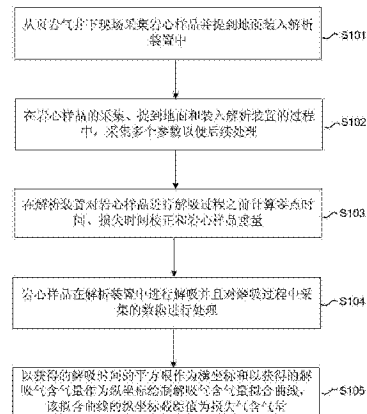 从页岩气井下现场采集岩心样品并提到地面装入解析
装置中
S101
在岩心样品的采集、提到地面和装入解析装置的过程
中，采集多个参数以便后续处理
S102
在解析装置对岩心样品进行解吸过程之前计算零点时
间、损失时间校正和岩心样品质量
S103
岩心样品在解析装置中进行解吸并且对解吸过程中采
集的数据进行处理
S104
以获得的解吸时间的平方根作为横坐标和以获得的解
吸气含气量作为纵坐标绘制解吸气含气量拟合曲线，
该拟合曲线的纵坐标截距值为损失气含气量
S105